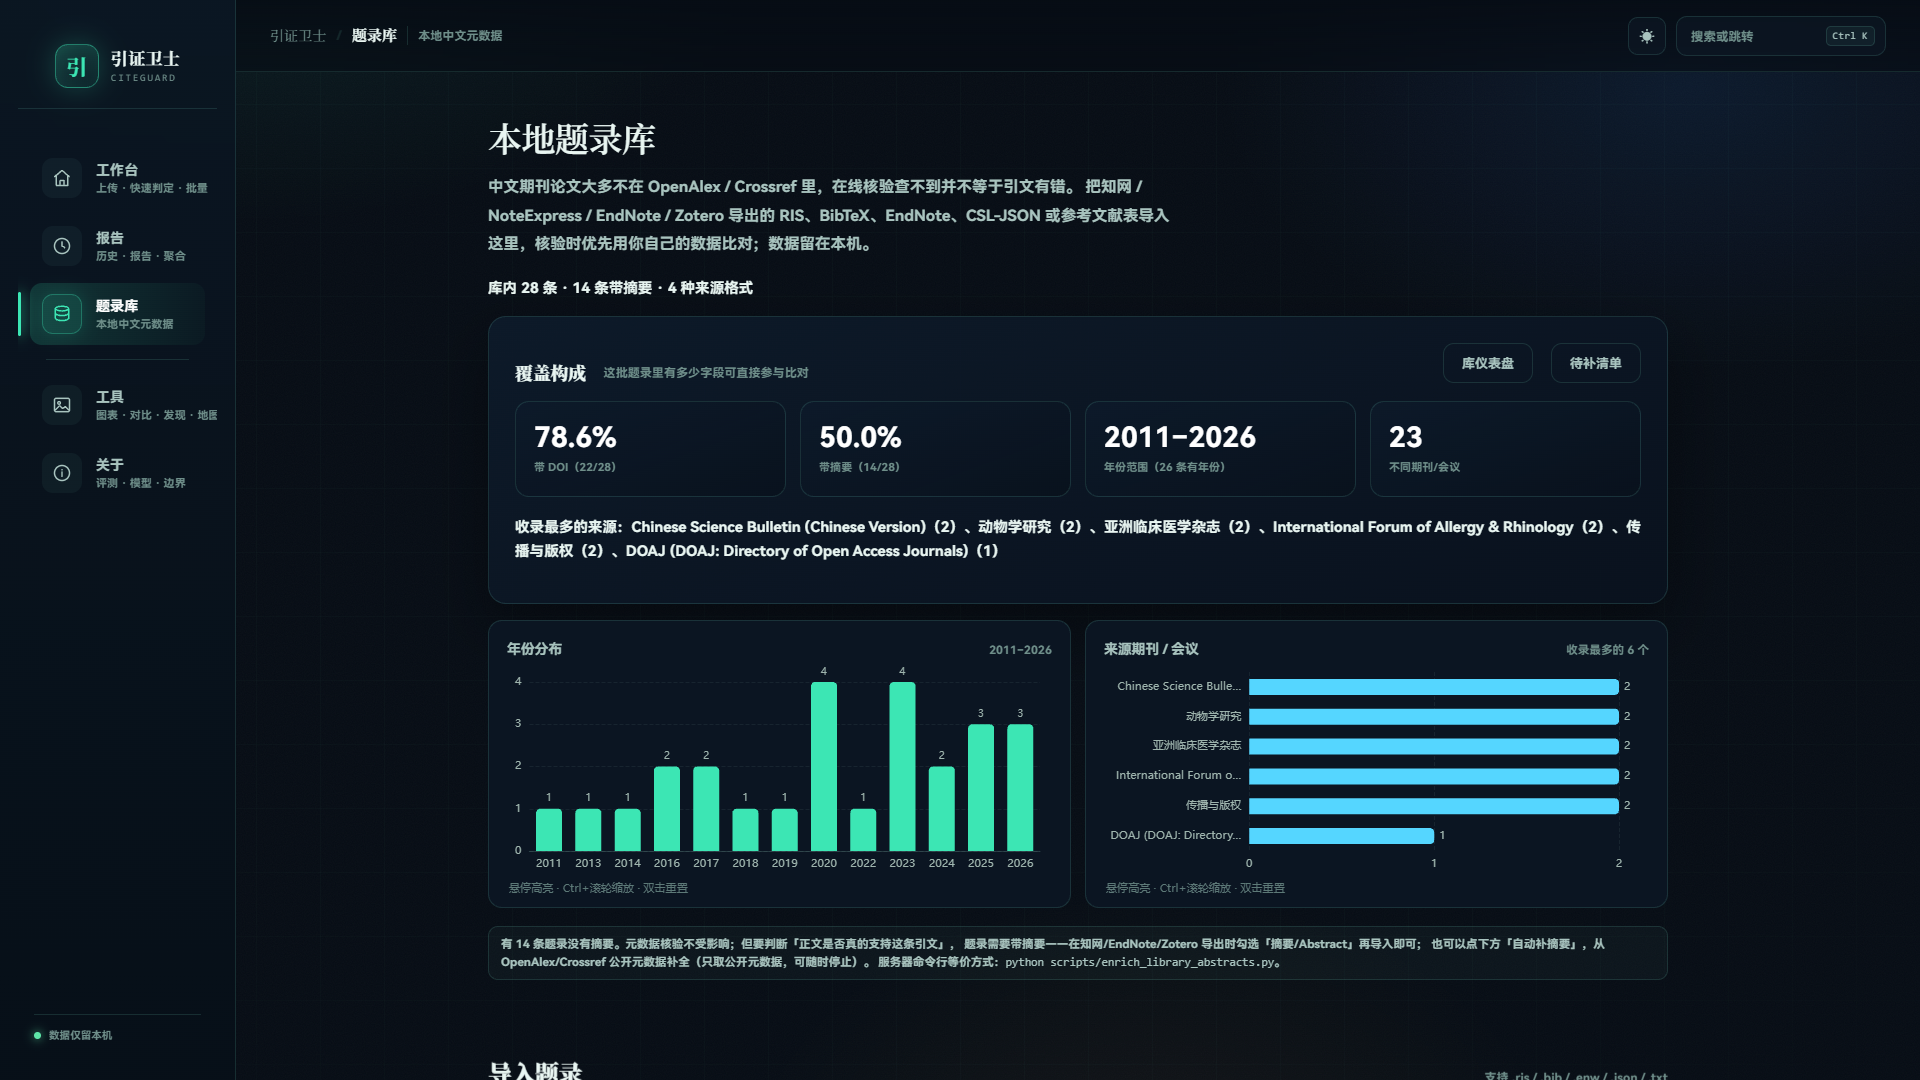 引
引证卫士
CITEGUARD
工作台
上传 · 快速判定 · 批量
报告
历史 · 报告 · 聚合
题录库
本地中文元数据
工具
图表 · 对比 · 发现 · 地
关于
评测 · 模型 · 边界
数据仅留本机
引证卫士 / 题录库 本地中文元数据
搜索或跳转 Ctrl K
本地题录库
中文期刊论文大多不在 OpenAlex / Crossref 里，在线核验查不到并不等于引文有错。 把知网 /
NoteExpress / EndNote / Zotero 导出的 RIS、BibTeX、EndNote、CSL-JSON 或参考文献表导入
这里，核验时优先用你自己的数据比对；数据留在本机。
库内 28 条 · 14 条带摘要 · 4 种来源格式
覆盖构成 这批题录里有多少字段可直接参与比对
库仪表盘 待补清单
78.6%
带 DOI（22/28）
50.0%
带摘要（14/28）
2011–2026
年份范围（26 条有年份）
23
不同期刊/会议
收录最多的来源：Chinese Science Bulletin (Chinese Version)（2）、动物学研究（2）、亚洲临床医学杂志（2）、International Forum of Allergy & Rhinology（2）、传
播与版权（2）、DOAJ (DOAJ: Directory of Open Access Journals)（1）
年份分布 2011–2026
4
3
2
1
0
1 1 1 2 2 1 1 4 1 4 2 3 3
2011 2013 2014 2016 2017 2018 2019 2020 2022 2023 2024 2025 2026
悬停高亮 · Ctrl+滚轮缩放 · 双击重置
来源期刊 / 会议 收录最多的 6 个
Chinese Science Bulle... 2
动物学研究 2
亚洲临床医学杂志 2
International Forum o... 2
传播与版权 2
DOAJ (DOAJ: Directory... 1
0 1 2
悬停高亮 · Ctrl+滚轮缩放 · 双击重置
有 14 条题录没有摘要。元数据核验不受影响；但要判断「正文是否真的支持这条引文」， 题录需要带摘要——在知网/EndNote/Zotero 导出时勾选「摘要/Abstract」再导入即可； 也可以点下方「自动补摘要」，从
OpenAlex/Crossref 公开元数据补全（只取公开元数据，可随时停止）。 服务器命令行等价方式：python scripts/enrich_library_abstracts.py。
导入题录
支持 .ris / .bib / .enw / .json / .txt